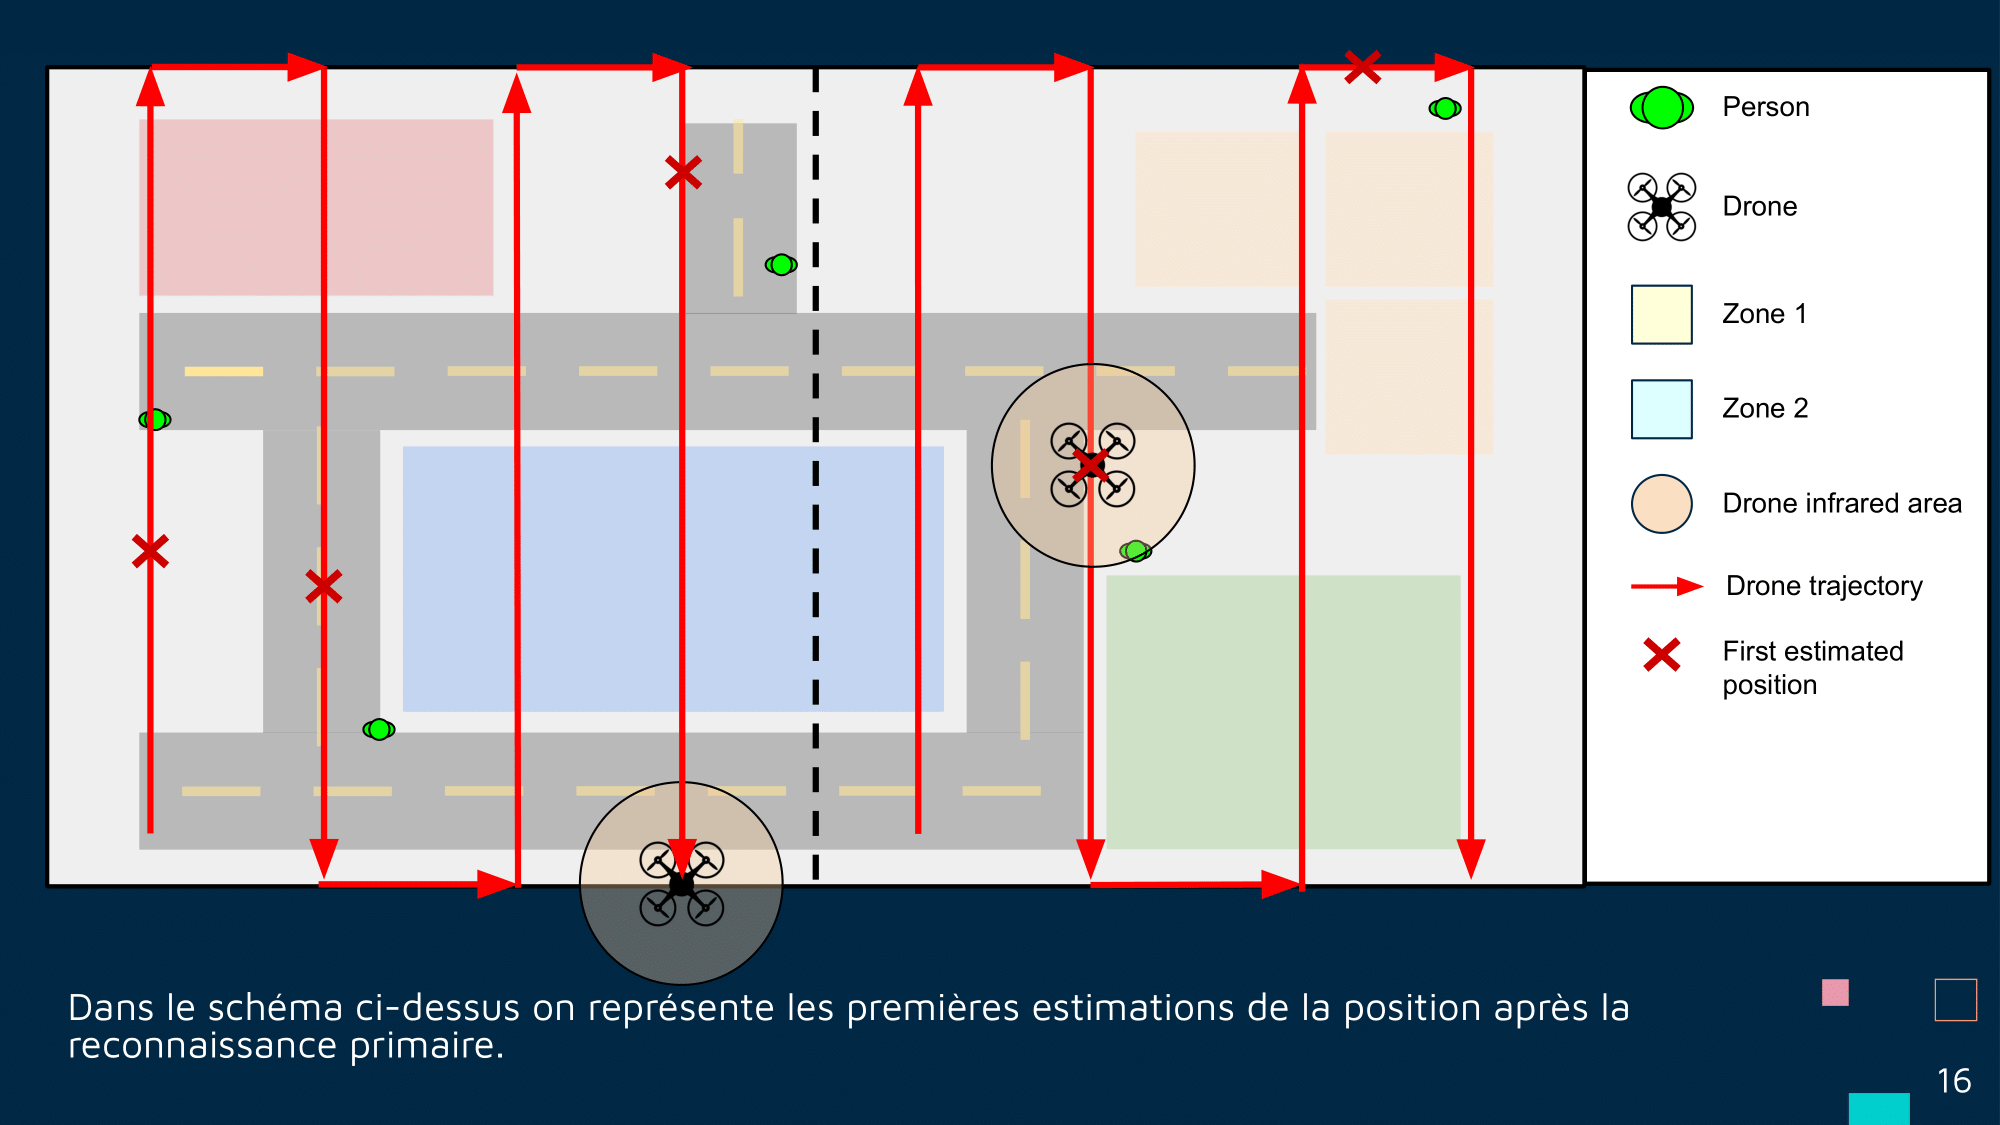 Person
Drone
Zone 1
Zone 2
Drone infrared area
Drone trajectory
First estimated
position
Dans le schéma ci-dessus on représente les premières estimations de la position après la
reconnaissance primaire.
16